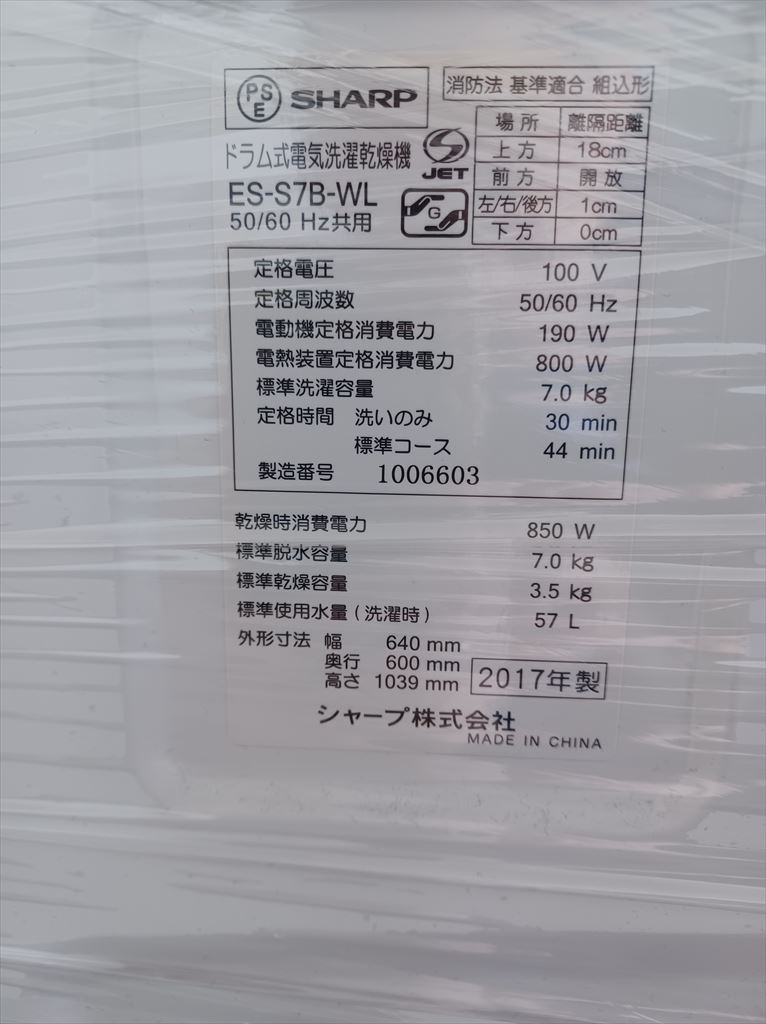 PSE SHARP
消防法 基準適合 組込形
場所 離隔距離
上方 18cm
前方 開放
左/右/後方 1cm
下方 0cm
ドラム式電気洗濯乾燥機
S JET
ES-S7B-WL
G
50/60 Hz共用
定格電圧 100 V
定格周波数 50/60 Hz
電動機定格消費電力 190 W
電熱装置定格消費電力 800 W
標準洗濯容量 7.0 kg
定格時間 洗いのみ 30 min
標準コース 44 min
製造番号 1006603
乾燥時消費電力 850 W
標準脱水容量 7.0 kg
標準乾燥容量 3.5 kg
標準使用水量(洗濯時) 57 L
外形寸法 幅 640 mm
奥行 600 mm
高さ 1039 mm
2017年製
シャープ株式会社
MADE IN CHINA